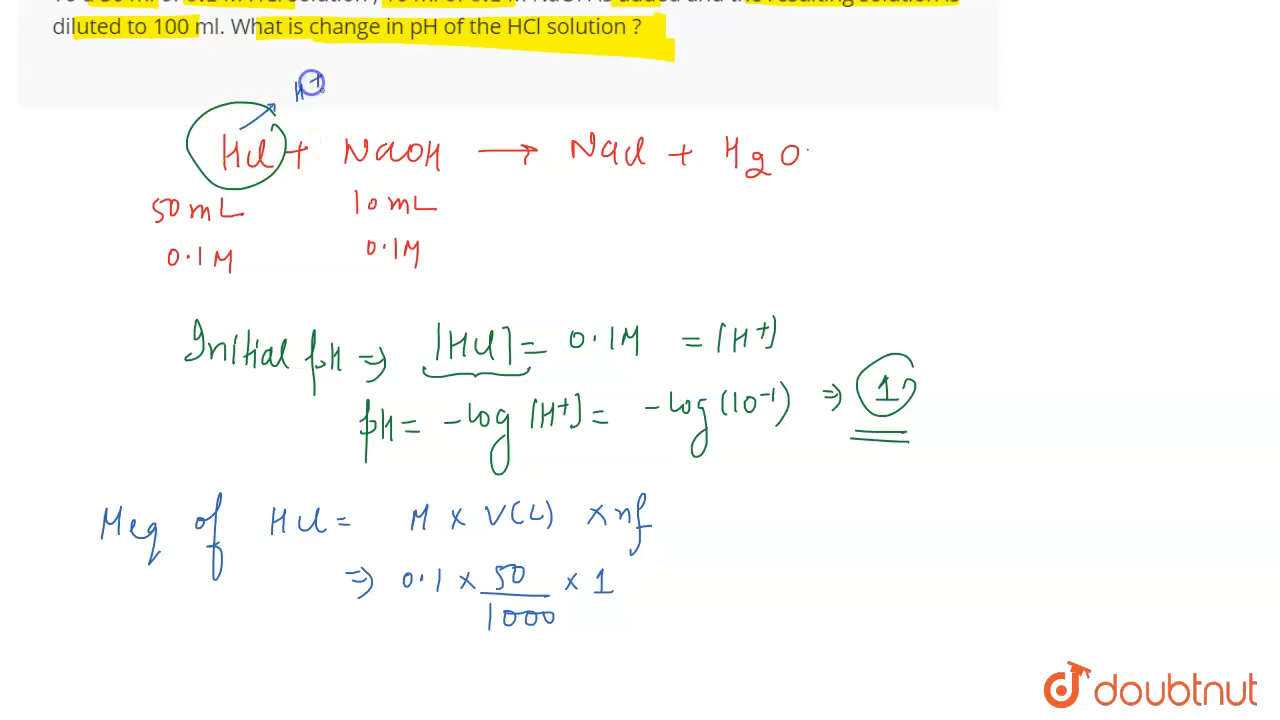 diluted to 100 ml. What is change in pH of the HCl solution ?
H+
HCl + NaOH → NaCl + H2O
50 mL 10 mL
0.1 M 0.1M
Initial pH ⇒ [HCl] = 0.1M = [H+]
pH = -log [H+] = -log (10-1) ⇒ 1
Meq of HCl = M × V(L) × nf
⇒ 0.1 × 50/1000 × 1
doubtnut